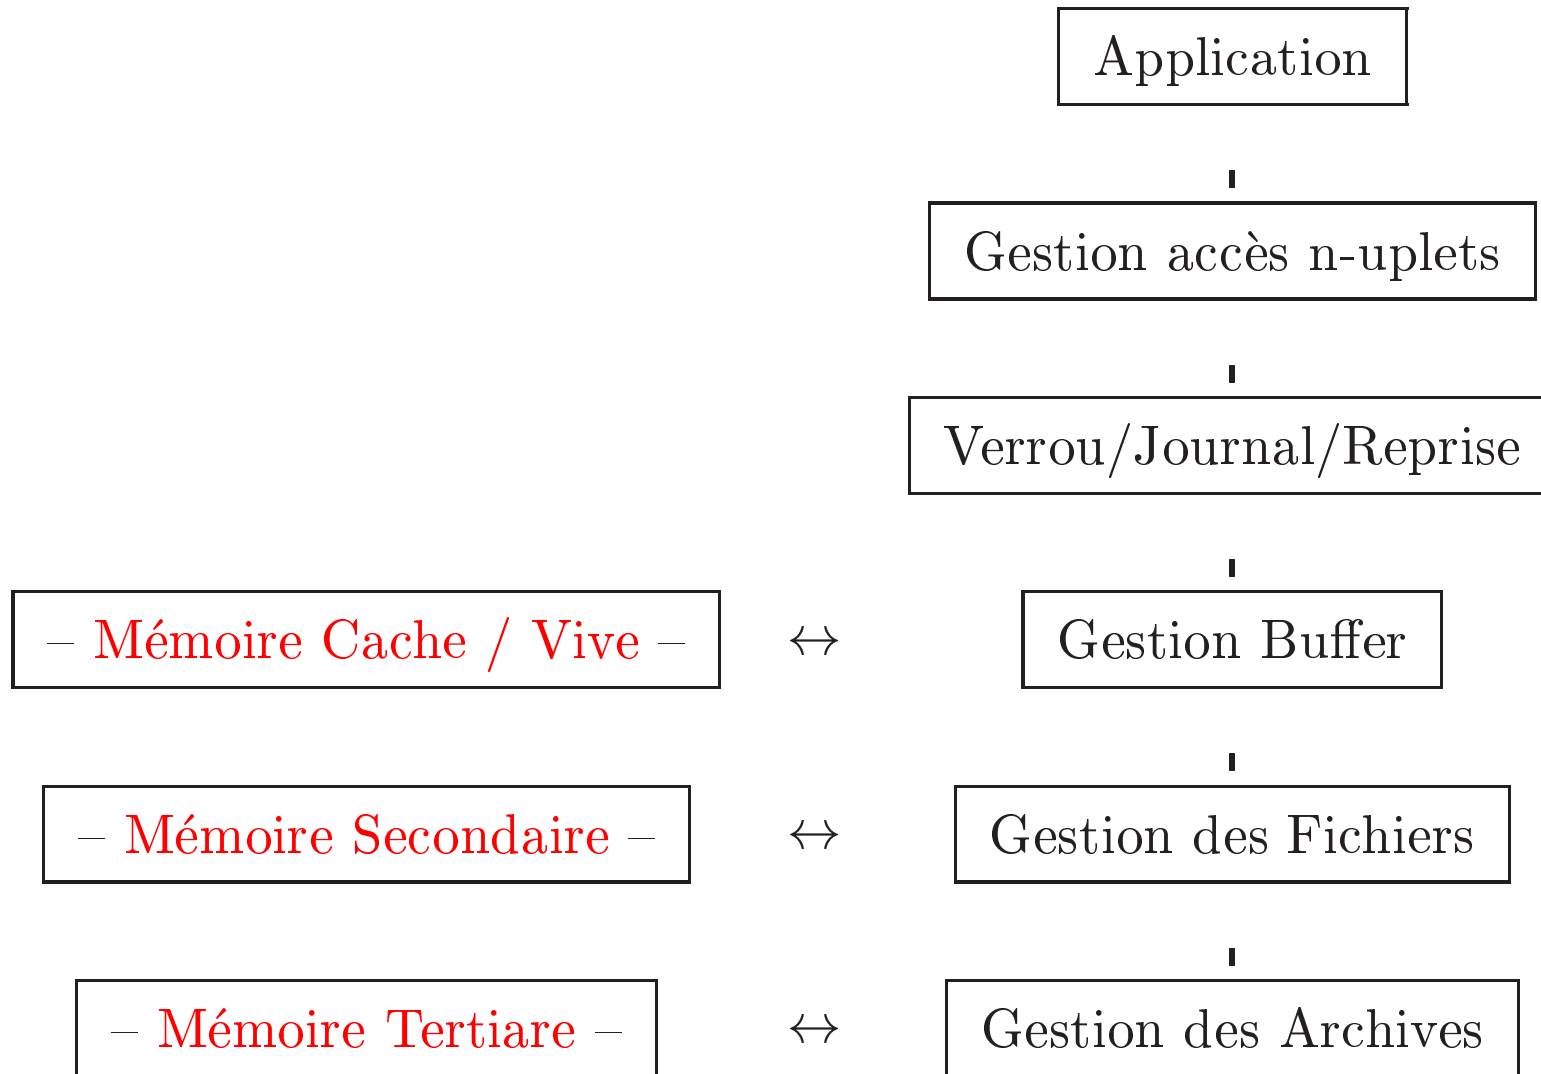 Application
Gestion accès n-uplets
Verrou/Journal/Reprise
– Mémoire Cache / Vive – ↔ Gestion Buffer
– Mémoire Secondaire – ↔ Gestion des Fichiers
– Mémoire Tertiare – ↔ Gestion des Archives